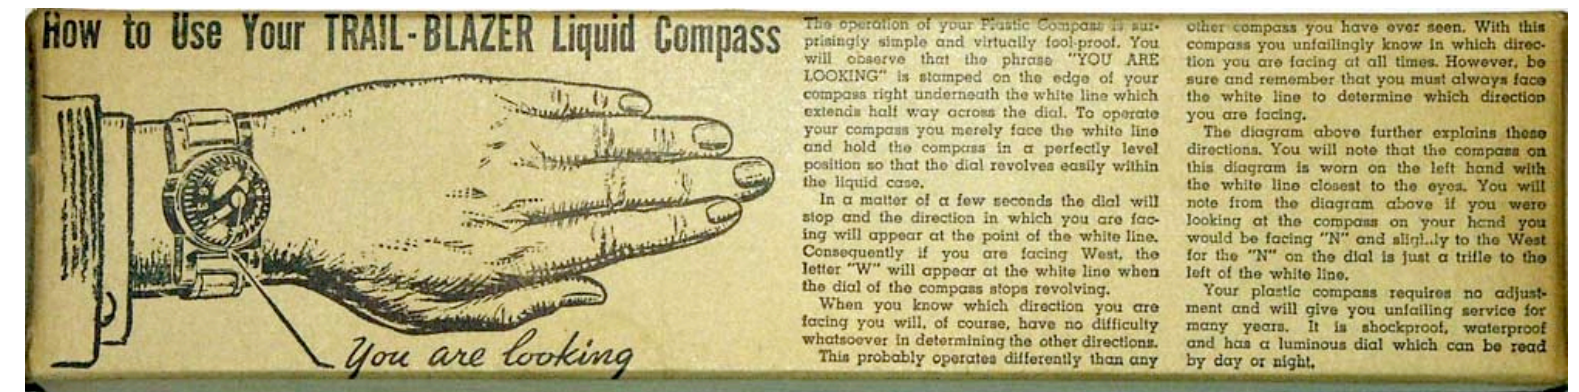 How to Use Your TRAIL-BLAZER Liquid Compass
You are looking
The operation of your Plastic Compass is sur-
prisingly simple and virtually fool-proof. You
will observe that the phrase "YOU ARE
LOOKING" is stamped on the edge of your
compass right underneath the white line which
extends half way across the dial. To operate
your compass you merely face the white line
and hold the compass in a perfectly level
position so that the dial revolves easily within
the liquid case.
In a matter of a few seconds the dial will
stop and the direction in which you are fac-
ing will appear at the point of the white line.
Consequently if you are facing West, the
letter "W" will appear at the white line when
the dial of the compass stops revolving.
When you know which direction you are
facing you will, of course, have no difficulty
whatsoever in determining the other directions.
This probably operates differently than any
other compass you have ever seen. With this
compass you unfailingly know in which direc-
tion you are facing at all times. However, be
sure and remember that you must always face
the white line to determine which direction
you are facing.
The diagram above further explains these
directions. You will note that the compass on
this diagram is worn on the left hand with
the white line closest to the eyes. You will
note from the diagram above if you were
looking at the compass on your hand you
would be facing "N" and slightly to the West
for the "N" on the dial is just a trifle to the
left of the white line.
Your plastic compass requires no adjust-
ment and will give you unfailing service for
many years. It is shockproof, waterproof
and has a luminous dial which can be read
by day or night.